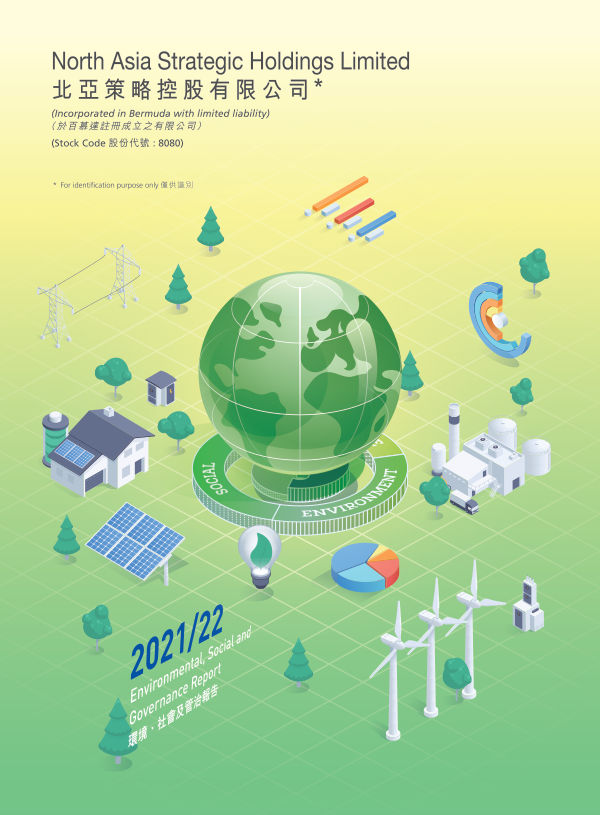 North Asia Strategic Holdings Limited
北亞策略控股有限公司*
(Incorporated in Bermuda with limited liability)
（於百慕達註冊成立之有限公司）
(Stock Code 股份代號 : 8080)
* For identification purpose only 僅供識別
SOCIAL
ENVIRONMENT
2021/22
Environmental, Social and
Governance Report
環境、社會及管治報告